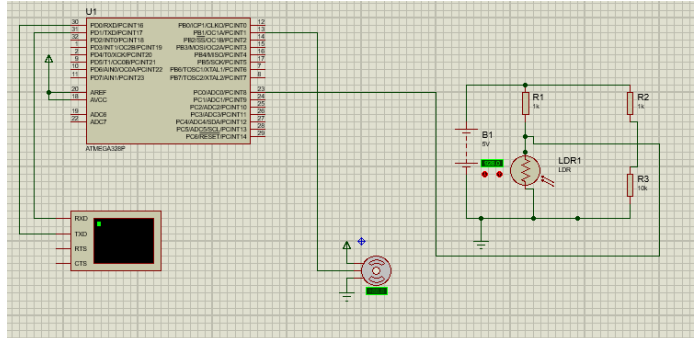 U1
30 PD0/RXD/PCINT16 PB0/ICP1/CLKO/PCINT0 12
31 PD1/TXD/PCINT17 PB1/OC1A/PCINT1 13
32 PD2/INT0/PCINT18 PB2/SS/OC1B/PCINT2 14
1 PD3/INT1/OC2B/PCINT19 PB3/MOSI/OC2A/PCINT3 15
2 PD4/T0/XCK/PCINT20 PB4/MISO/PCINT4 16
9 PD5/T1/OC0B/PCINT21 PB5/SCK/PCINT5 17
10 PD6/AIN0/OC0A/PCINT22 PB6/TOSC1/XTAL1/PCINT6 7
11 PD7/AIN1/PCINT23 PB7/TOSC2/XTAL2/PCINT7 8
20 AREF PC0/ADC0/PCINT8 23
18 AVCC PC1/ADC1/PCINT9 24
PC2/ADC2/PCINT10 25
19 ADC6 PC3/ADC3/PCINT11 26
22 ADC7 PC4/ADC4/SDA/PCINT12 27
PC5/ADC5/SCL/PCINT13 28
PC6/RESET/PCINT14 29
ATMEGA328P
R1
1k
R2
1k
B1
5V
LDR1
LDR
R3
10k
RXD
TXD
RTS
CTS